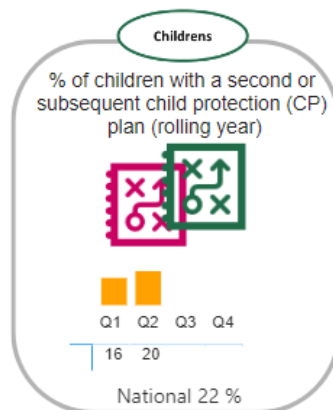 Childrens
% of children with a second or
subsequent child protection (CP)
plan (rolling year)
Q1 Q2 Q3 Q4
16 20
National 22 %